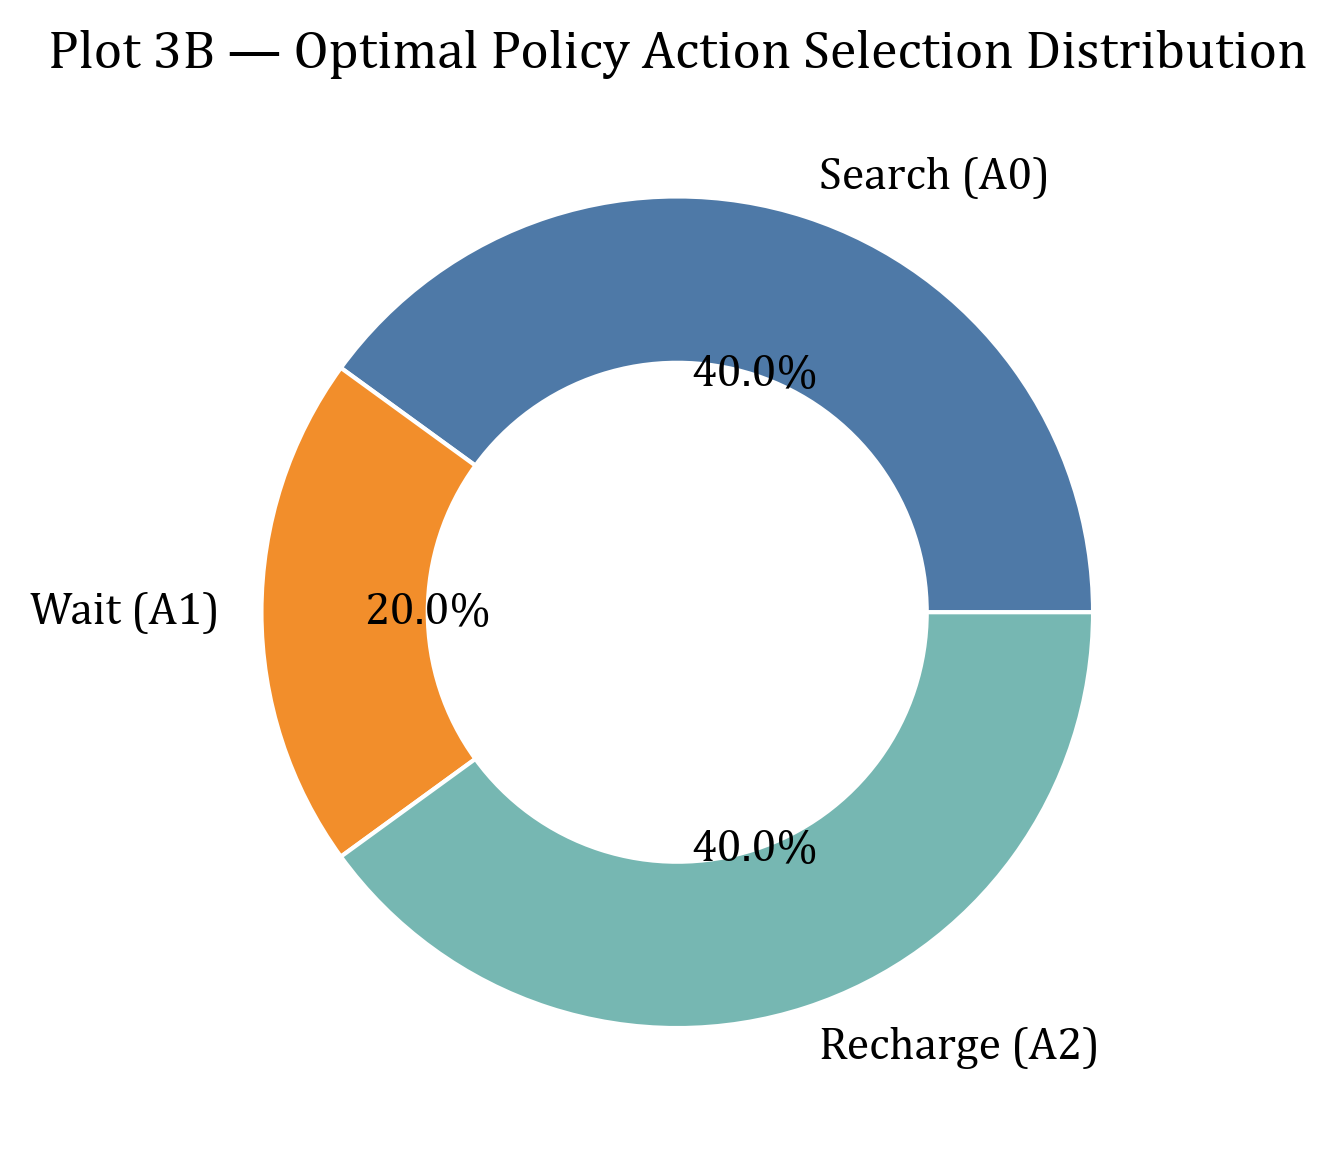 Plot 3B — Optimal Policy Action Selection Distribution
Search (A0)
40.0%
Wait (A1)
20.0%
40.0%
Recharge (A2)